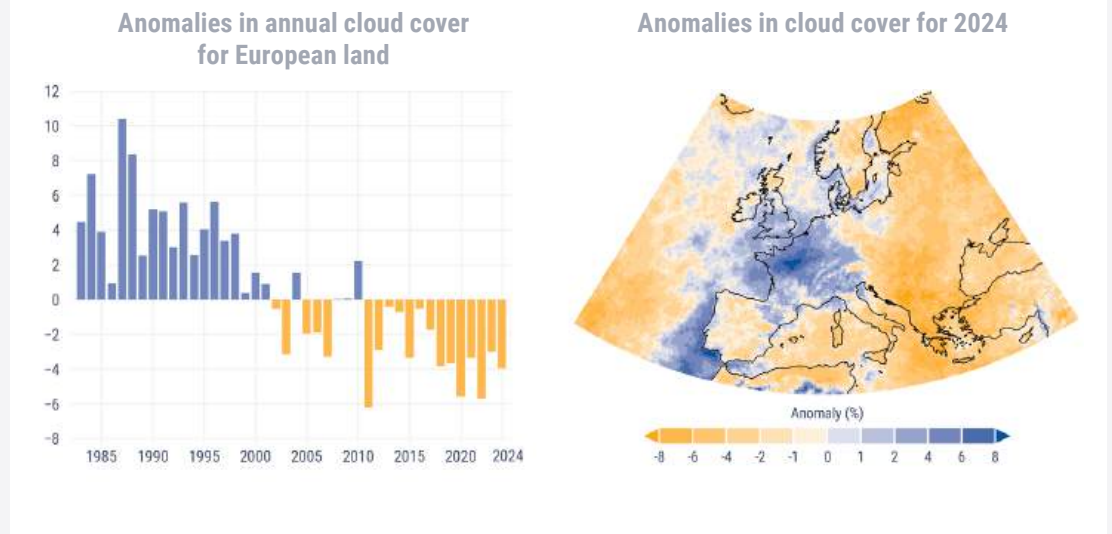 Anomalies in annual cloud cover
for European land
12
10
8
6
4
2
0
−2
−4
−6
−8
1985 1990 1995 2000 2005 2010 2015 2020 2024
Anomalies in cloud cover for 2024
Anomaly (%)
-8 -6 -4 -2 -1 0 1 2 4 6 8